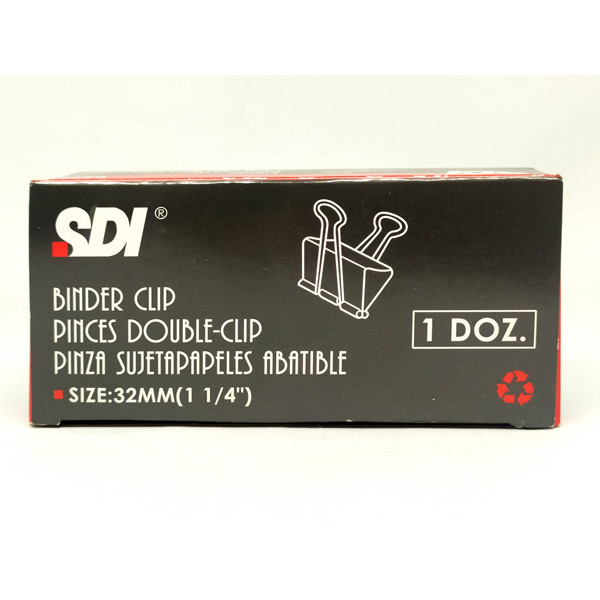 SDI®
BINDER CLIP
PINCES DOUBLE-CLIP
PINZA SUJETAPAPELES ABATIBLE
SIZE:32MM(1 1/4")
1 DOZ.